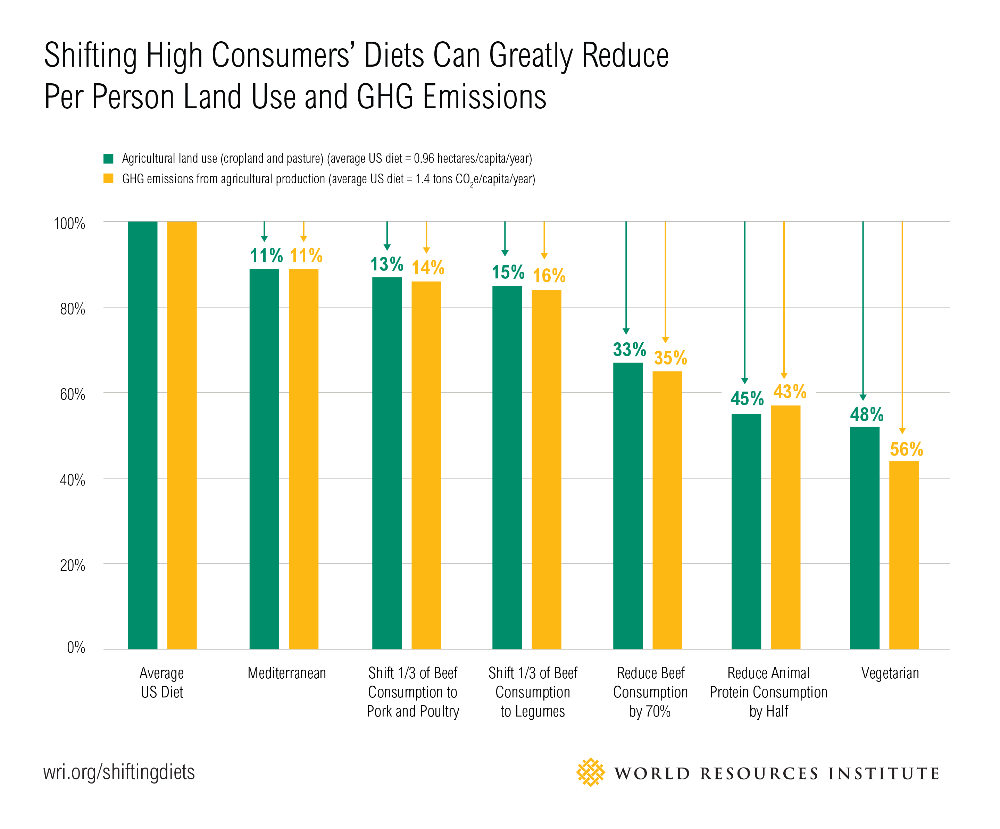 Shifting High Consumers’ Diets Can Greatly Reduce
Per Person Land Use and GHG Emissions
Agricultural land use (cropland and pasture) (average US diet = 0.96 hectares/capita/year)
GHG emissions from agricultural production (average US diet = 1.4 tons CO₂e/capita/year)
100%
80%
60%
40%
20%
0%
11% 11%
13% 14%
15% 16%
33% 35%
45% 43%
48% 56%
Average
US Diet
Mediterranean
Shift 1/3 of Beef
Consumption to
Pork and Poultry
Shift 1/3 of Beef
Consumption
to Legumes
Reduce Beef
Consumption
by 70%
Reduce Animal
Protein Consumption
by Half
Vegetarian
wri.org/shiftingdiets
WORLD RESOURCES INSTITUTE